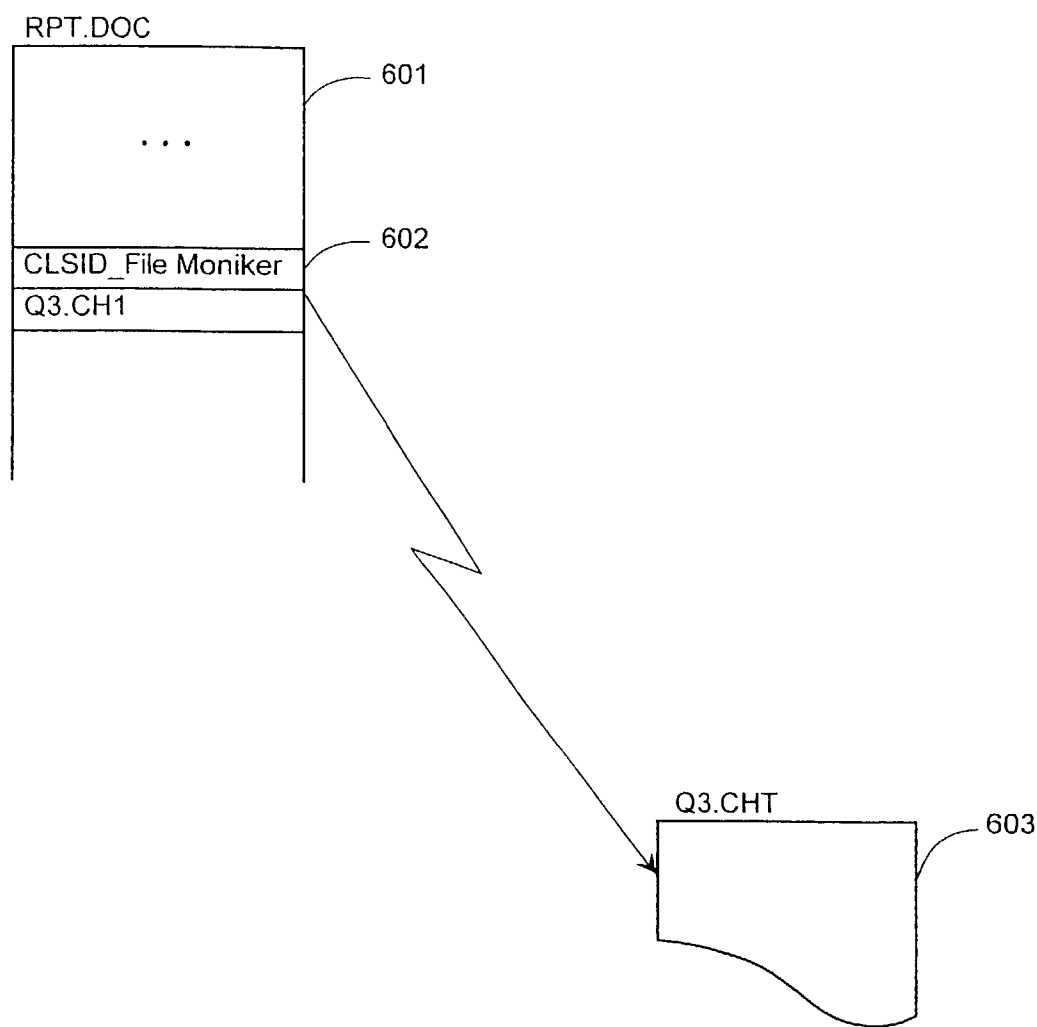 RPT.DOC
601
. . .
602
CLSID_File Moniker
Q3.CH1
Q3.CHT
603